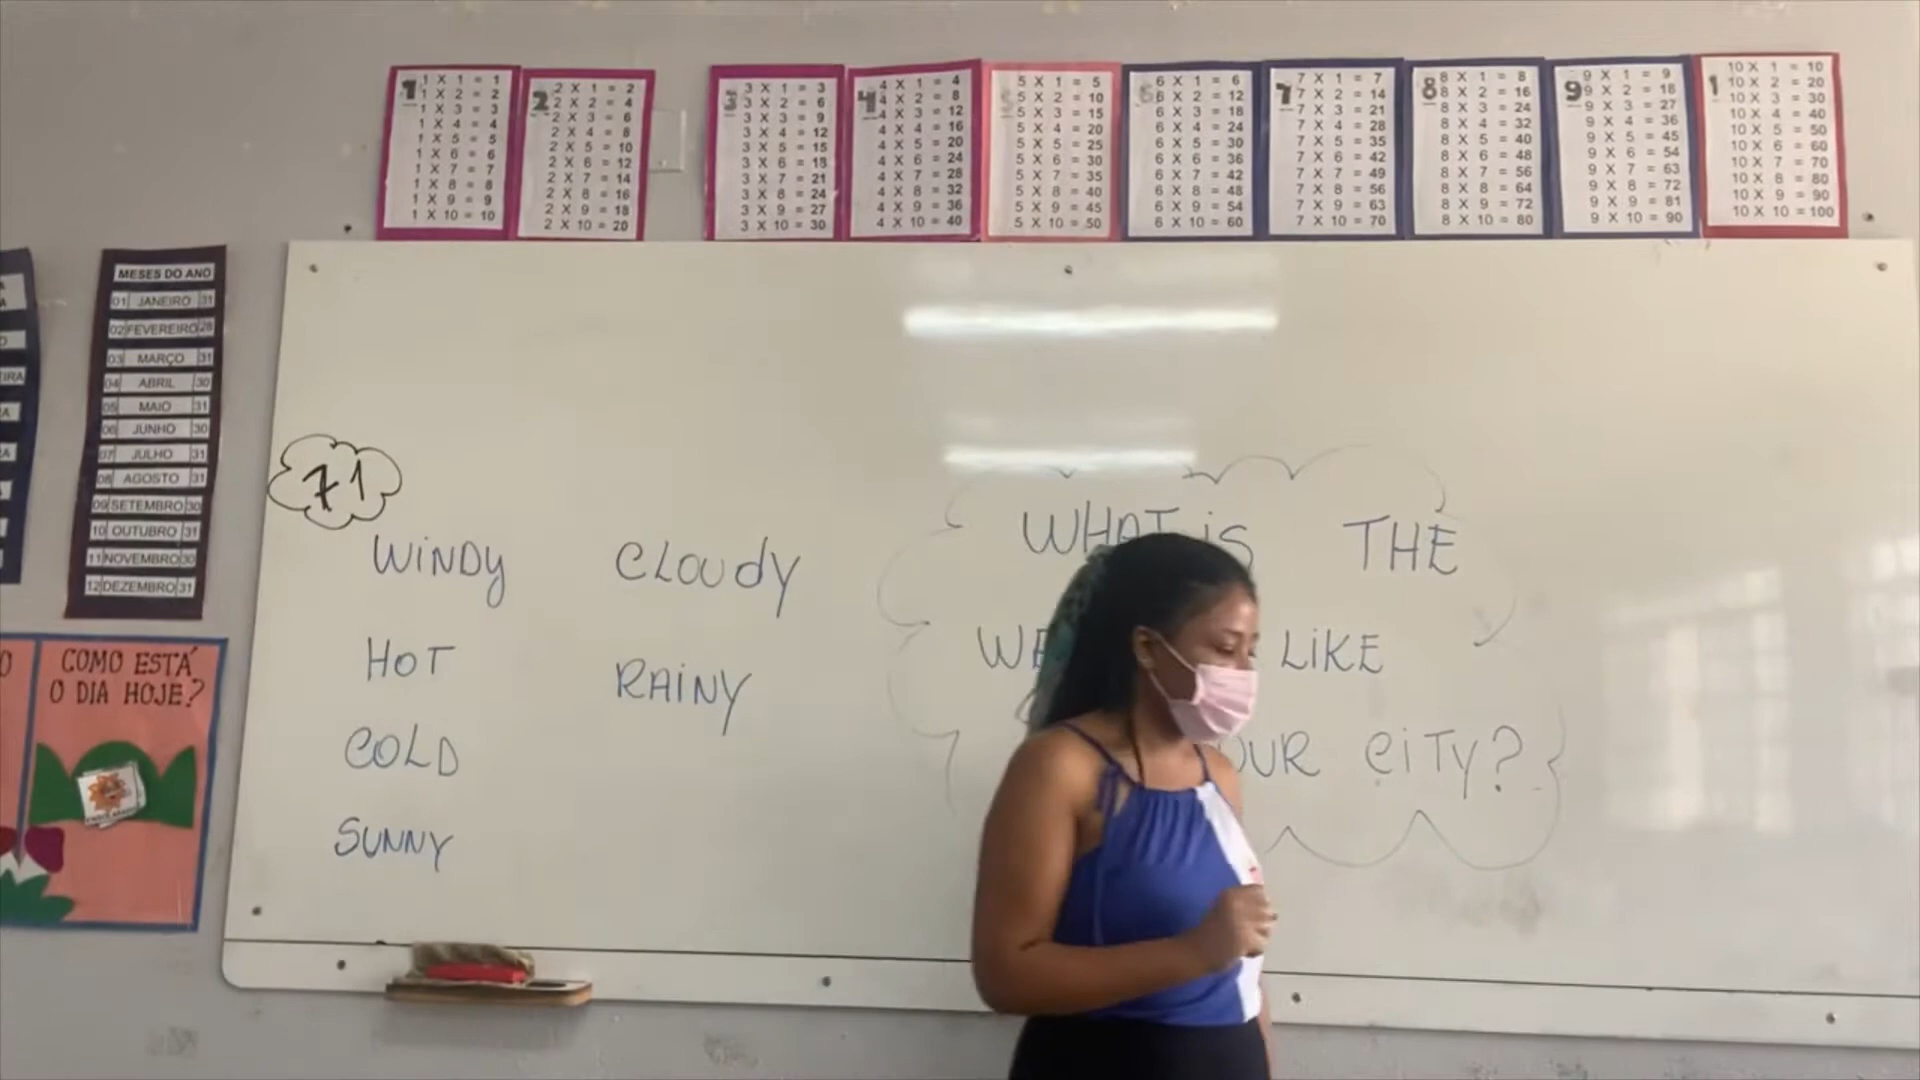 1 X 1 = 1
1 X 2 = 2
1 X 3 = 3
1 X 4 = 4
1 X 5 = 5
1 X 6 = 6
1 X 7 = 7
1 X 8 = 8
1 X 9 = 9
1 X 10 = 10
2
2 X 1 = 2
2 X 2 = 4
2 X 3 = 6
2 X 4 = 8
2 X 5 = 10
2 X 6 = 12
2 X 7 = 14
2 X 8 = 16
2 X 9 = 18
2 X 10 = 20
3
3 X 1 = 3
3 X 2 = 6
3 X 3 = 9
3 X 4 = 12
3 X 5 = 15
3 X 6 = 18
3 X 7 = 21
3 X 8 = 24
3 X 9 = 27
3 X 10 = 30
4
4 X 1 = 4
4 X 2 = 8
4 X 3 = 12
4 X 4 = 16
4 X 5 = 20
4 X 6 = 24
4 X 7 = 28
4 X 8 = 32
4 X 9 = 36
4 X 10 = 40
5
5 X 1 = 5
5 X 2 = 10
5 X 3 = 15
5 X 4 = 20
5 X 5 = 25
5 X 6 = 30
5 X 7 = 35
5 X 8 = 40
5 X 9 = 45
5 X 10 = 50
6
6 X 1 = 6
6 X 2 = 12
6 X 3 = 18
6 X 4 = 24
6 X 5 = 30
6 X 6 = 36
6 X 7 = 42
6 X 8 = 48
6 X 9 = 54
6 X 10 = 60
7
7 X 1 = 7
7 X 2 = 14
7 X 3 = 21
7 X 4 = 28
7 X 5 = 35
7 X 6 = 42
7 X 7 = 49
7 X 8 = 56
7 X 9 = 63
7 X 10 = 70
8
8 X 1 = 8
8 X 2 = 16
8 X 3 = 24
8 X 4 = 32
8 X 5 = 40
8 X 6 = 48
8 X 7 = 56
8 X 8 = 64
8 X 9 = 72
8 X 10 = 80
9
9 X 1 = 9
9 X 2 = 18
9 X 3 = 27
9 X 4 = 36
9 X 5 = 45
9 X 6 = 54
9 X 7 = 63
9 X 8 = 72
9 X 9 = 81
9 X 10 = 90
1
10 X 1 = 10
10 X 2 = 20
10 X 3 = 30
10 X 4 = 40
10 X 5 = 50
10 X 6 = 60
10 X 7 = 70
10 X 8 = 80
10 X 9 = 90
10 X 10 = 100
MESES DO ANO
01 JANEIRO 31
02 FEVEREIRO 28
03 MARÇO 31
04 ABRIL 30
05 MAIO 31
06 JUNHO 30
07 JULHO 31
08 AGOSTO 31
09 SETEMBRO 30
10 OUTUBRO 31
11 NOVEMBRO 30
12 DEZEMBRO 31
COMO ESTÁ
O DIA HOJE?
71
WINDY CLOUDY
HOT RAINY
COLD
SUNNY
WHAT IS THE
WE LIKE
OUR CITY?